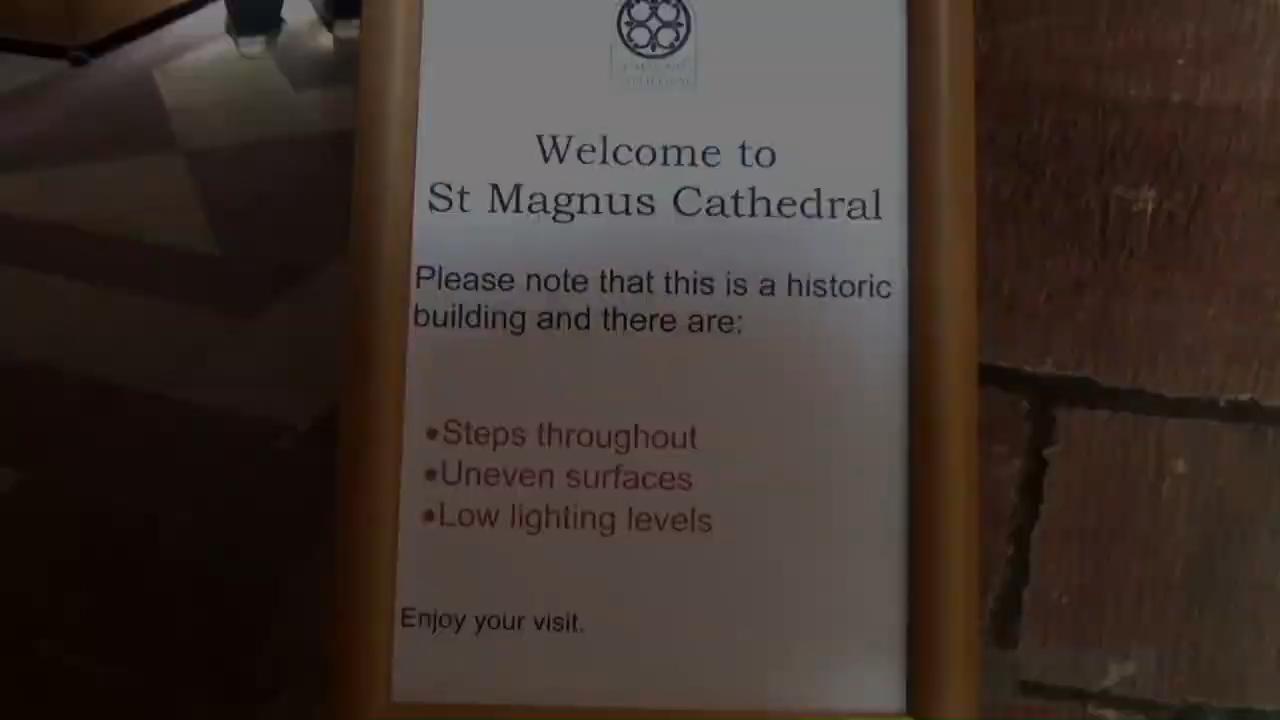 Welcome to
St Magnus Cathedral
Please note that this is a historic
building and there are:
•Steps throughout
•Uneven surfaces
•Low lighting levels
Enjoy your visit.